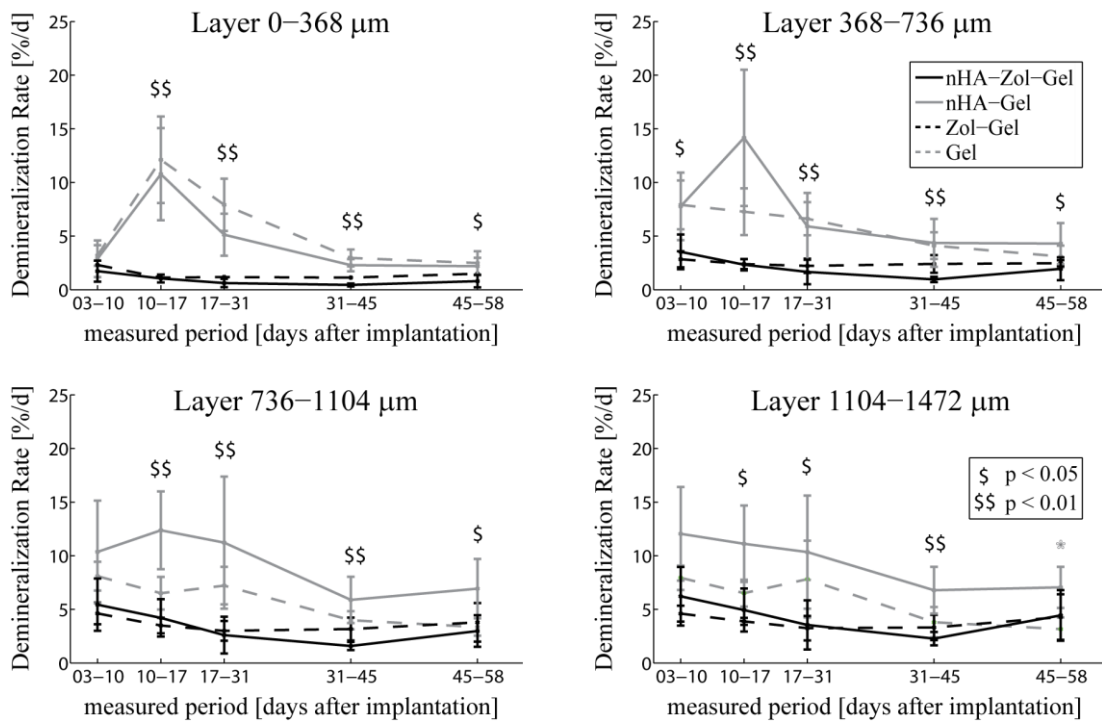 Layer 0−368 µm
Demineralization Rate [%/d]
25
20
15
10
5
0
$$
$$
$$
$
03−10 10−17 17−31 31−45 45−58
measured period [days after implantation]
Layer 368−736 µm
Demineralization Rate [%/d]
25
20
15
10
5
0
$
$$
$$
$$
$
nHA−Zol−Gel
nHA−Gel
Zol−Gel
Gel
03−10 10−17 17−31 31−45 45−58
measured period [days after implantation]
Layer 736−1104 µm
Demineralization Rate [%/d]
25
20
15
10
5
0
$$
$$
$$
$
03−10 10−17 17−31 31−45 45−58
measured period [days after implantation]
Layer 1104−1472 µm
Demineralization Rate [%/d]
25
20
15
10
5
0
$
$
$$
*
$ p < 0.05
$$ p < 0.01
03−10 10−17 17−31 31−45 45−58
measured period [days after implantation]